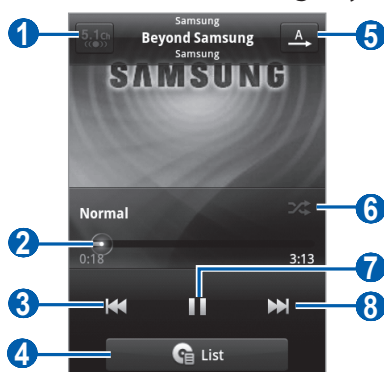 Samsung
1
5.1Ch
Beyond Samsung
A
5
Samsung
SAMSUNG
Normal
6
2
0:18
3:13
7
3
8
4
List